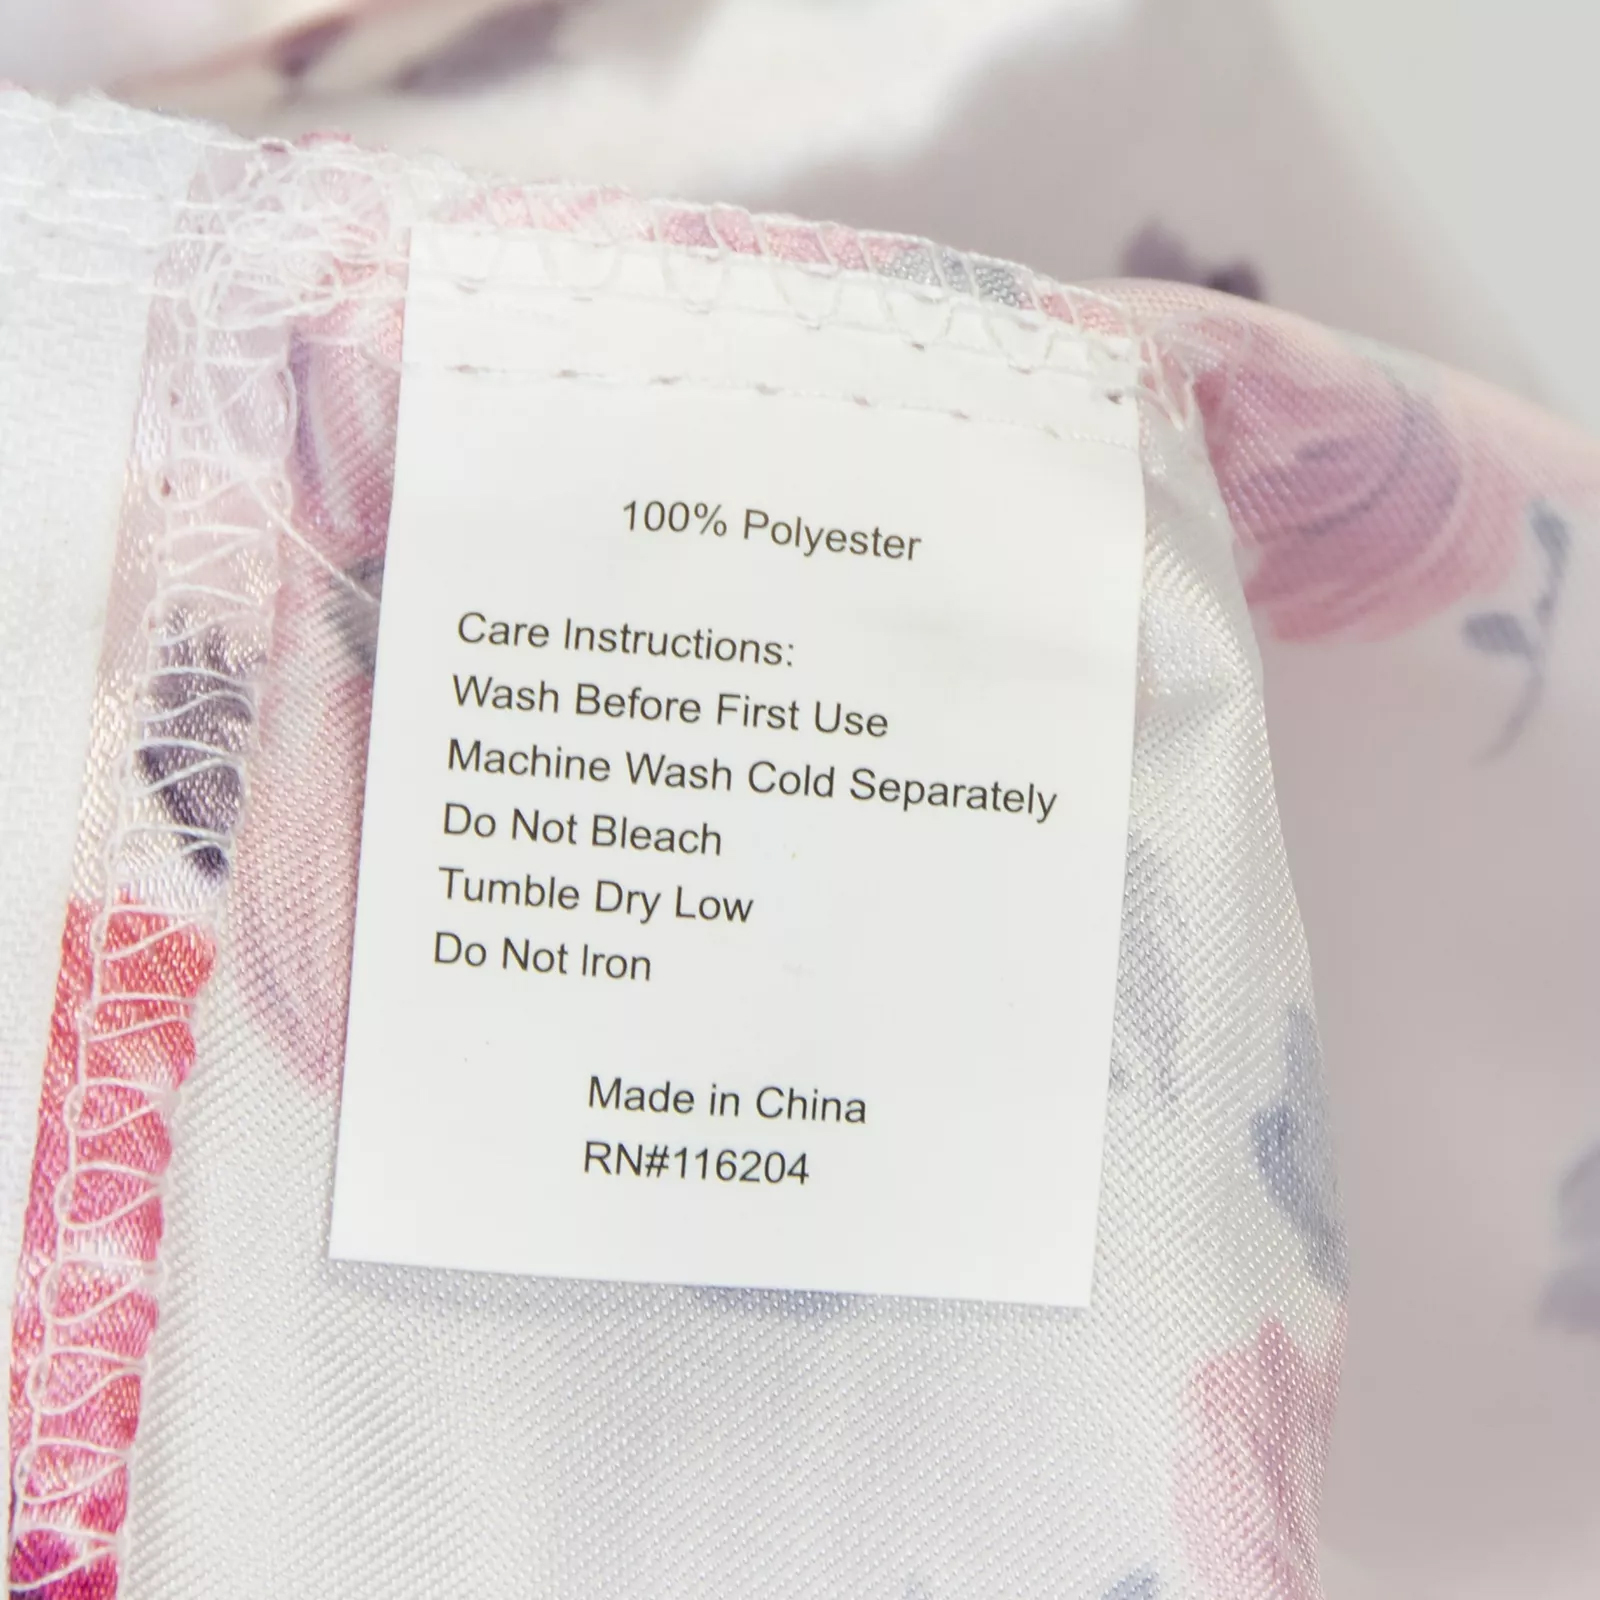 100% Polyester
Care Instructions:
Wash Before First Use
Machine Wash Cold Separately
Do Not Bleach
Tumble Dry Low
Do Not Iron
Made in China
RN#116204